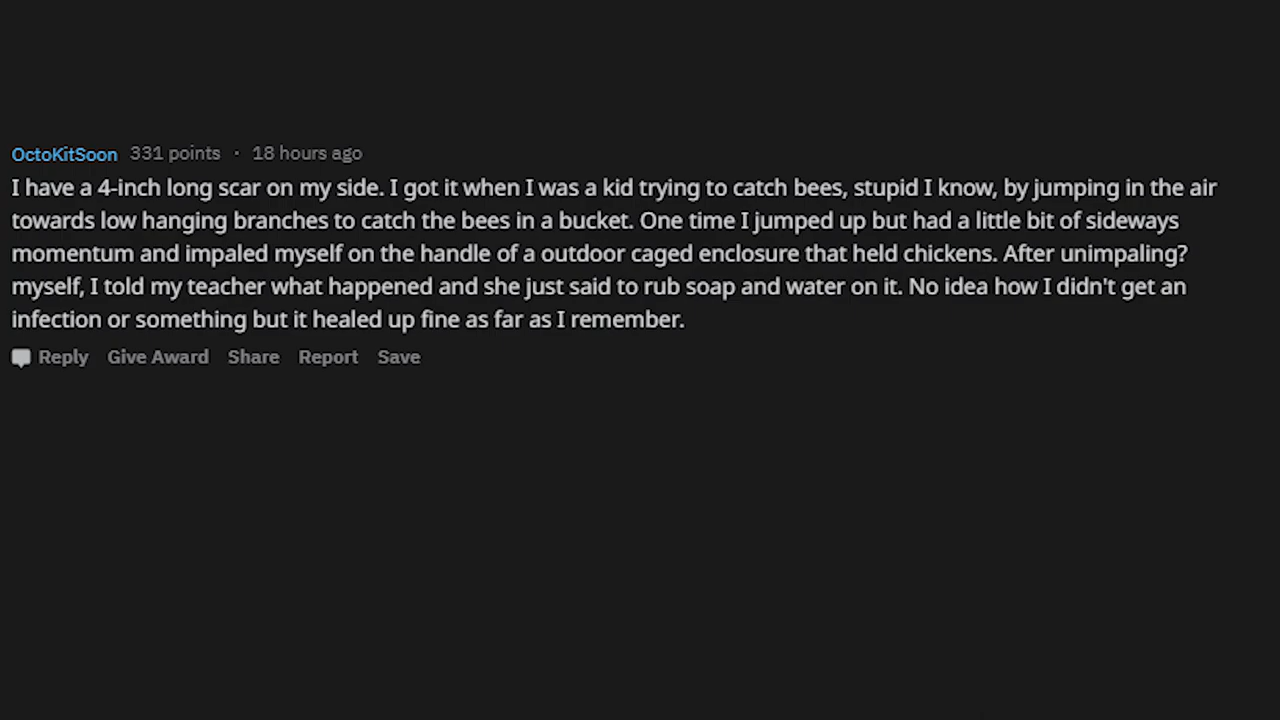 OctoKitSoon 331 points · 18 hours ago
I have a 4-inch long scar on my side. I got it when I was a kid trying to catch bees, stupid I know, by jumping in the air
towards low hanging branches to catch the bees in a bucket. One time I jumped up but had a little bit of sideways
momentum and impaled myself on the handle of a outdoor caged enclosure that held chickens. After unimpaling?
myself, I told my teacher what happened and she just said to rub soap and water on it. No idea how I didn't get an
infection or something but it healed up fine as far as I remember.
Reply Give Award Share Report Save